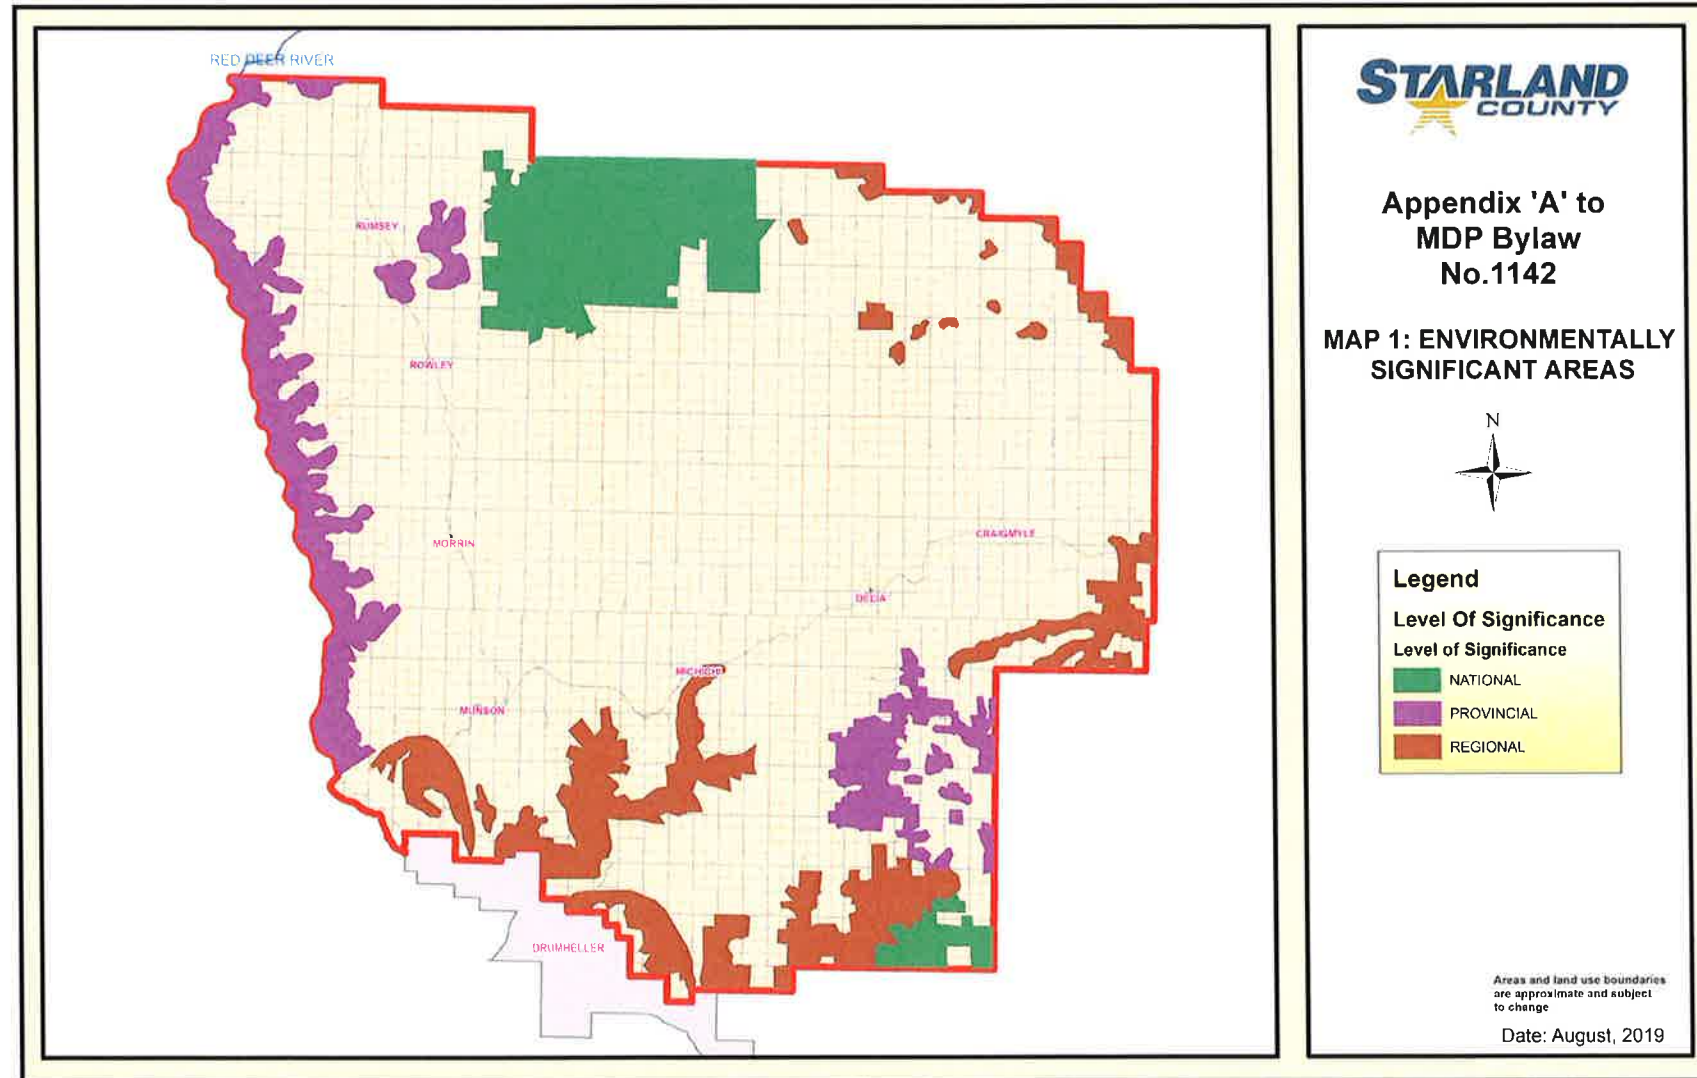 RED DEER RIVER
RUMSEY
ROWLEY
MORRIN
CRAIGMYLE
DELIA
MICHICHI
MUNSON
DRUMHELLER
STARLAND
COUNTY
Appendix 'A' to
MDP Bylaw
No.1142
MAP 1: ENVIRONMENTALLY
SIGNIFICANT AREAS
N
Legend
Level Of Significance
Level of Significance
NATIONAL
PROVINCIAL
REGIONAL
Areas and land use boundaries
are approximate and subject
to change
Date: August, 2019